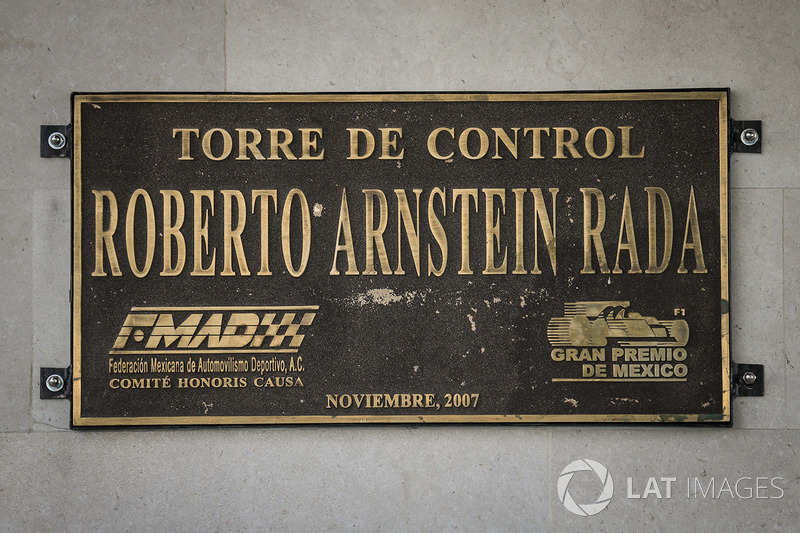 TORRE DE CONTROL
ROBERTO ARNSTEIN RADA
FMAD
Federación Mexicana de Automovilismo Deportivo, A.C.
COMITÉ HONORIS CAUSA
F1
GRAN PREMIO
DE MEXICO
NOVIEMBRE, 2007
LAT IMAGES